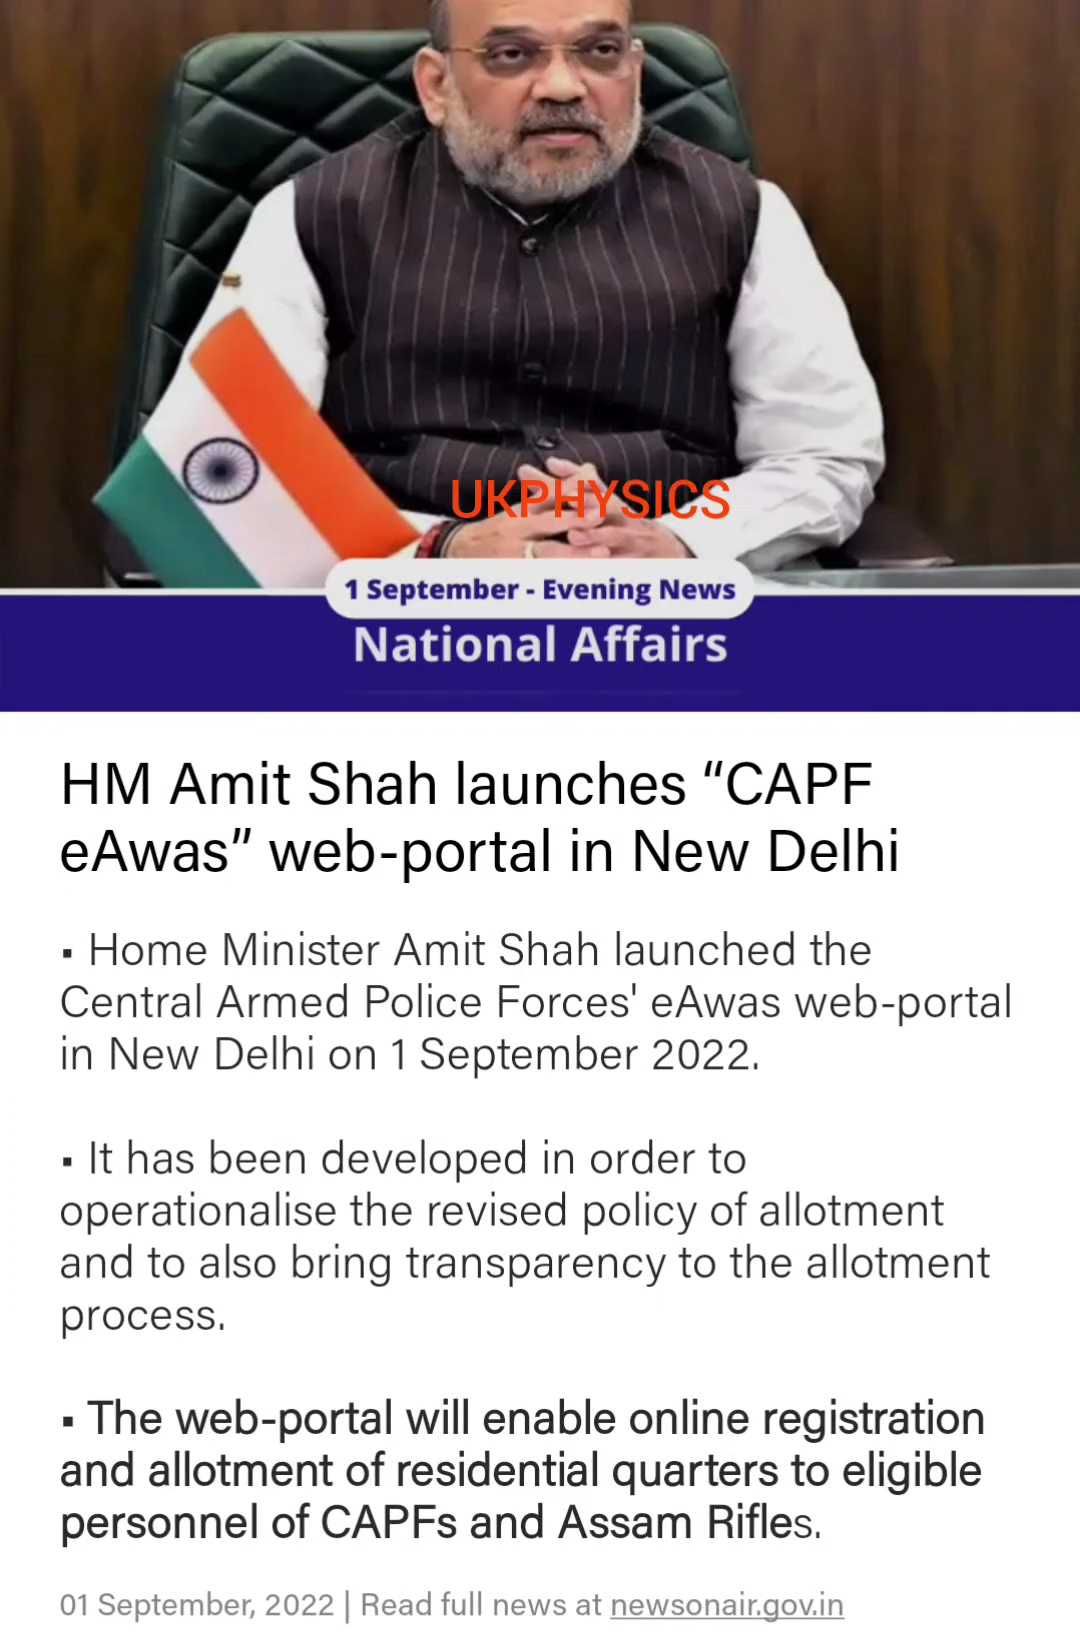 UKPHYSICS
1 September - Evening News
National Affairs
HM Amit Shah launches “CAPF
eAwas” web-portal in New Delhi
▪ Home Minister Amit Shah launched the
Central Armed Police Forces' eAwas web-portal
in New Delhi on 1 September 2022.
▪ It has been developed in order to
operationalise the revised policy of allotment
and to also bring transparency to the allotment
process.
▪ The web-portal will enable online registration
and allotment of residential quarters to eligible
personnel of CAPFs and Assam Rifles.
01 September, 2022 | Read full news at newsonair.gov.in